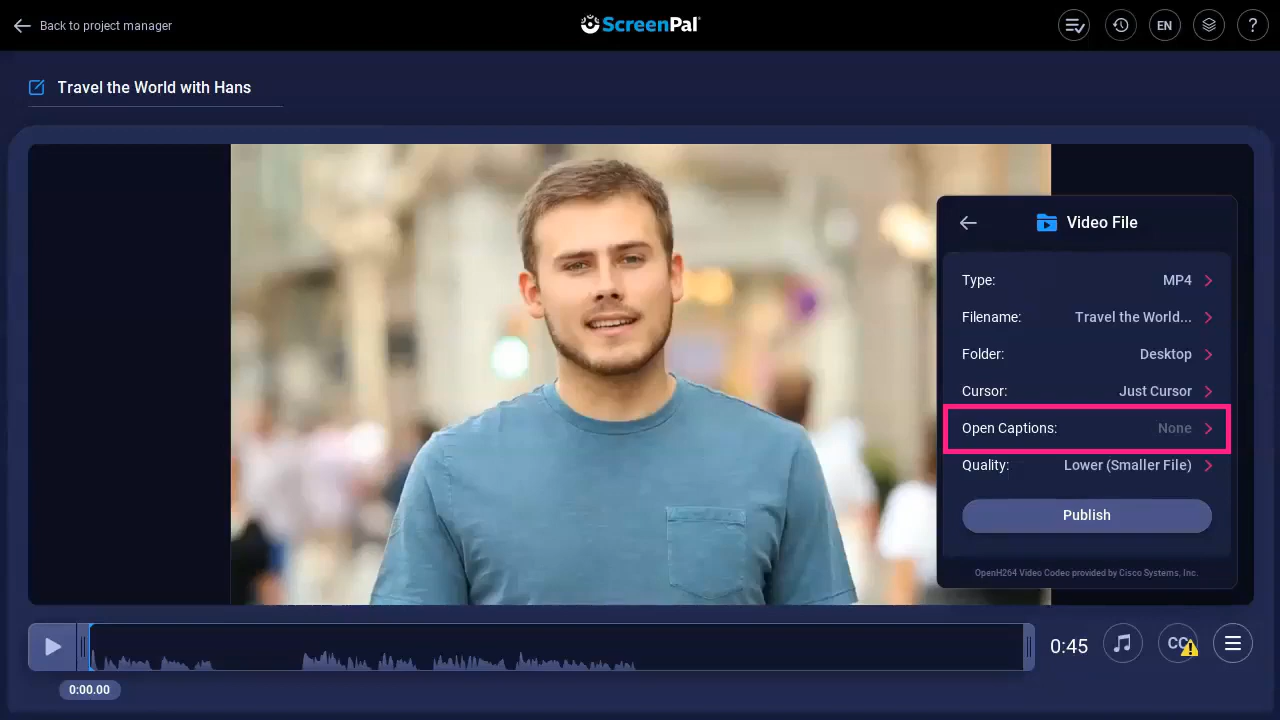 Back to project manager
ScreenPal
EN
?
Travel the World with Hans
Video File
Type: MP4
Filename: Travel the World...
Folder: Desktop
Cursor: Just Cursor
Open Captions: None
Quality: Lower (Smaller File)
Publish
OpenH264 Video Codec provided by Cisco Systems, Inc.
0:45
CC
0:00.00